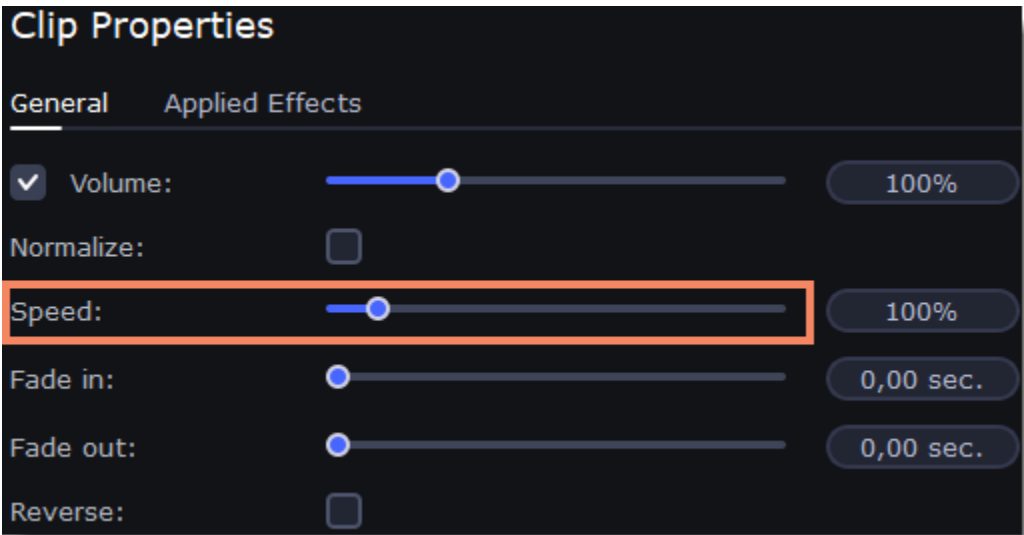 Clip Properties
General Applied Effects
Volume: 100%
Normalize:
Speed: 100%
Fade in: 0,00 sec.
Fade out: 0,00 sec.
Reverse: